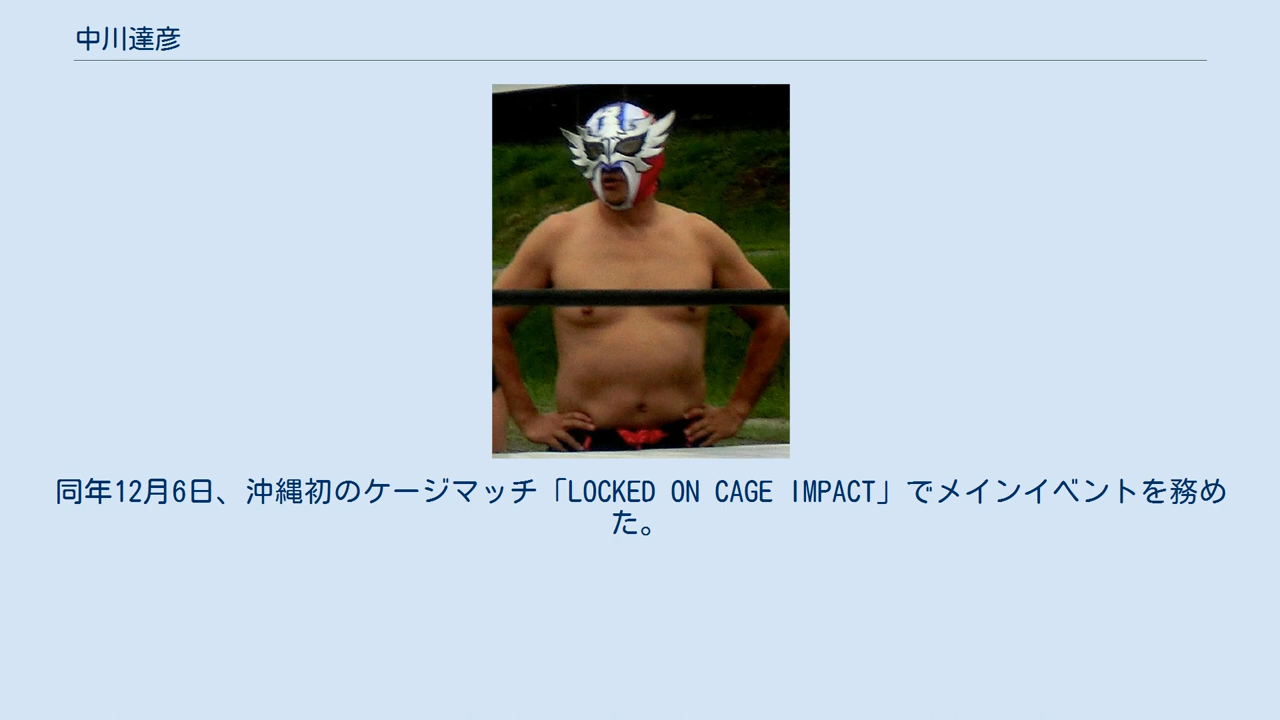 中川達彦
同年12月6日、沖縄初のケージマッチ「LOCKED ON CAGE IMPACT」でメインイベントを務め
た。